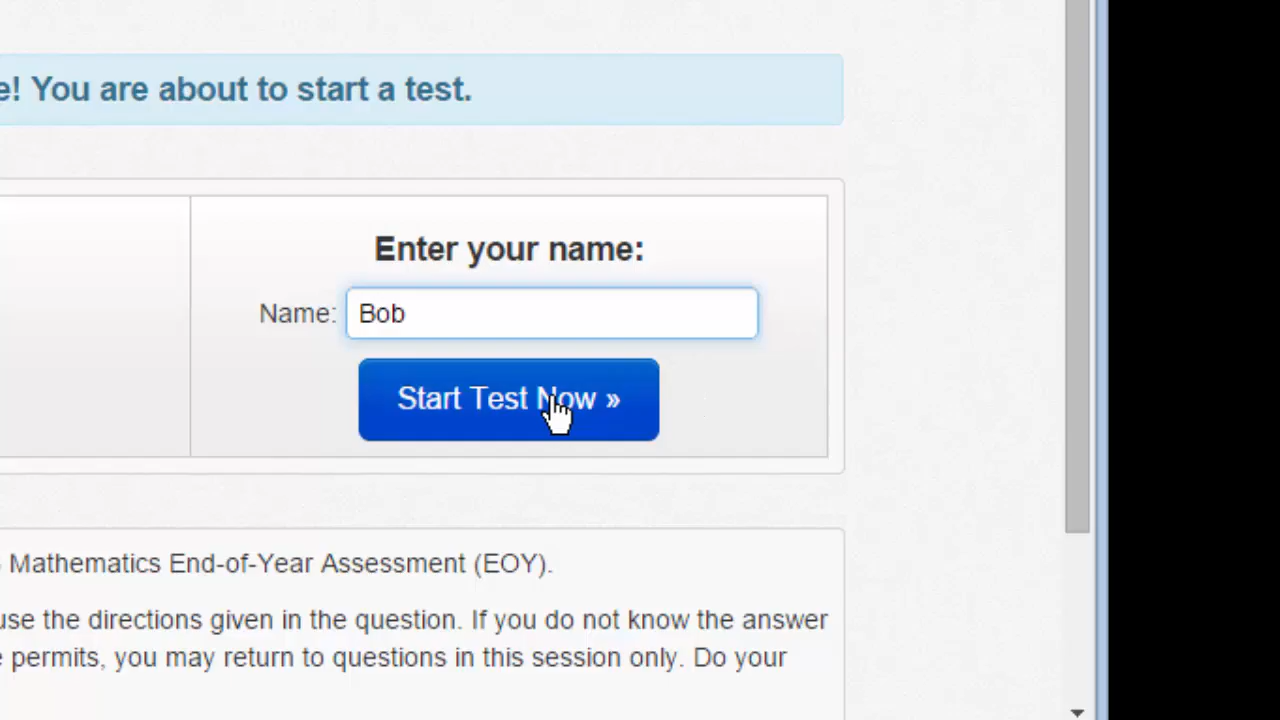 e! You are about to start a test.
Enter your name:
Name: Bob
Start Test Now »
Mathematics End-of-Year Assessment (EOY).
use the directions given in the question. If you do not know the answer
permits, you may return to questions in this session only. Do your